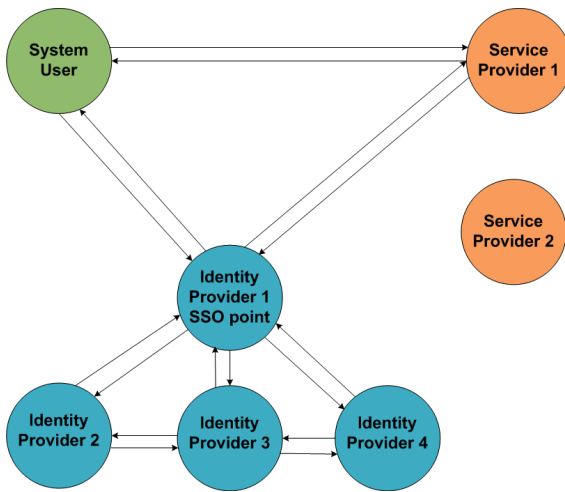 System
User
Service
Provider 1
Service
Provider 2
Identity
Provider 1
SSO point
Identity
Provider 2
Identity
Provider 3
Identity
Provider 4